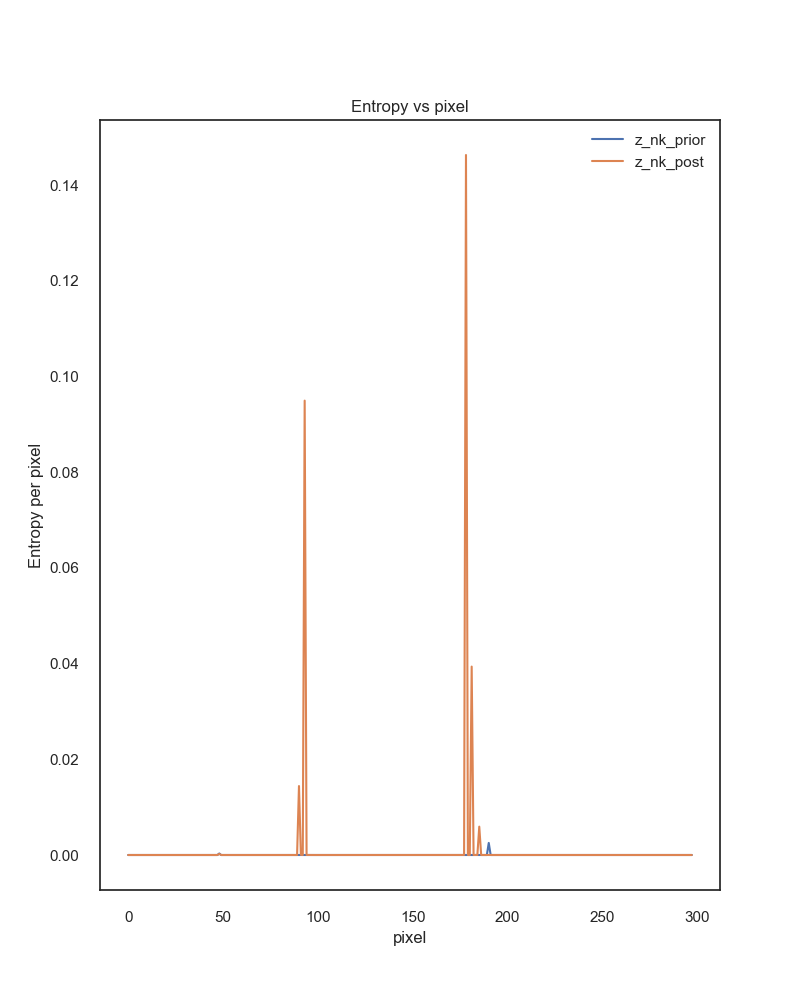 Entropy vs pixel
z_nk_prior
z_nk_post
0.14
0.12
0.10
0.08
0.06
0.04
0.02
0.00
Entropy per pixel
0 50 100 150 200 250 300
pixel